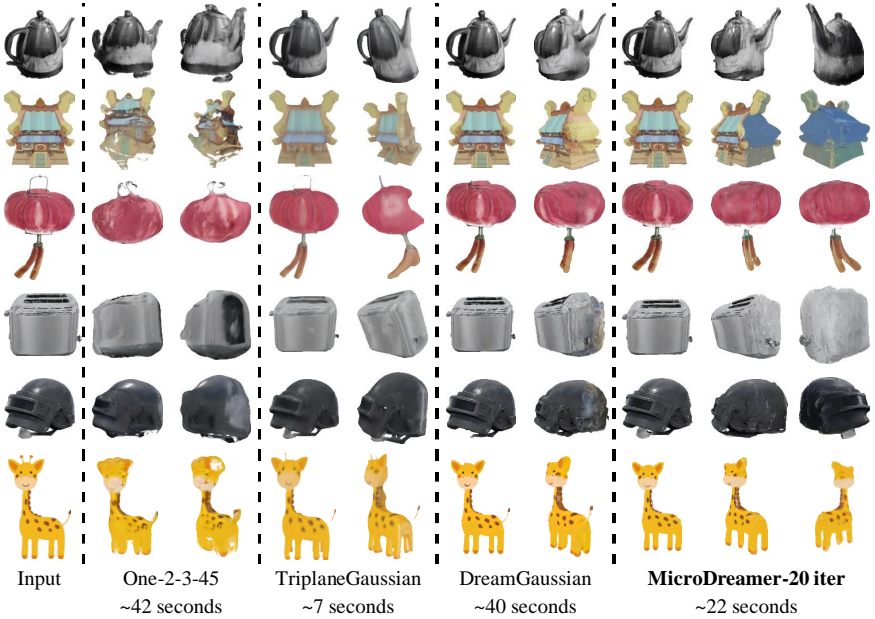 Input One-2-3-45 TriplaneGaussian DreamGaussian MicroDreamer-20 iter
~42 seconds ~7 seconds ~40 seconds ~22 seconds